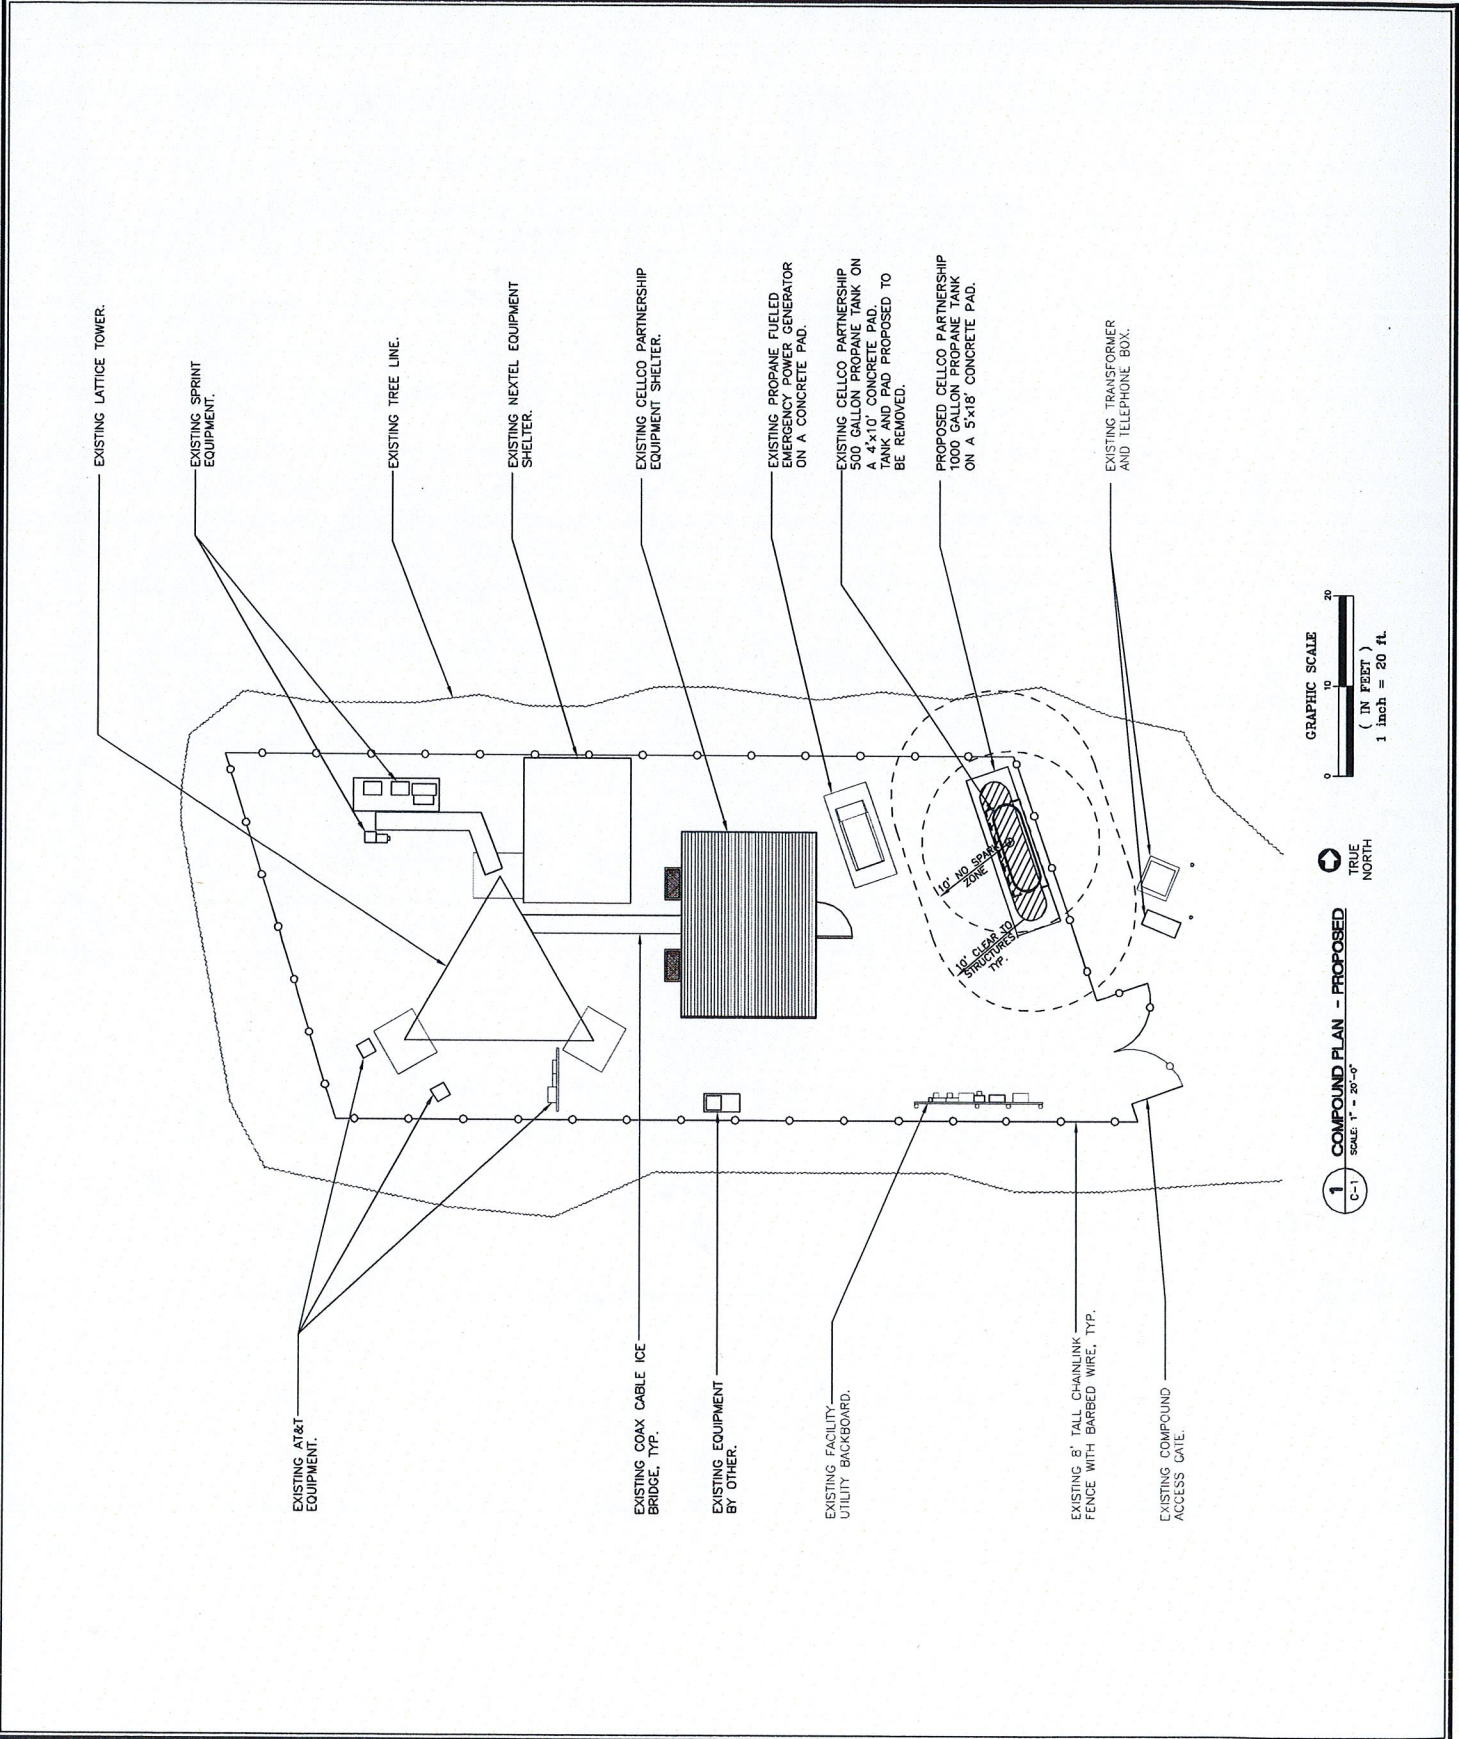 EXISTING LATTICE TOWER.
EXISTING SPRINT
EQUIPMENT.
EXISTING TREE LINE.
EXISTING NEXTEL EQUIPMENT
SHELTER.
EXISTING CELLCO PARTNERSHIP
EQUIPMENT SHELTER.
EXISTING PROPANE FUELED
EMERGENCY POWER GENERATOR
ON A CONCRETE PAD.
EXISTING CELLCO PARTNERSHIP
500 GALLON PROPANE TANK ON
A 4'x10' CONCRETE PAD.
TANK AND PAD PROPOSED TO
BE REMOVED.
PROPOSED CELLCO PARTNERSHIP
1000 GALLON PROPANE TANK
ON A 5'x18' CONCRETE PAD.
EXISTING TRANSFORMER
AND TELEPHONE BOX.
10' NO SPARK
ZONE
10' CLEAR TO
STRUCTURES
TYP.
EXISTING AT&T
EQUIPMENT.
EXISTING COAX CABLE ICE
BRIDGE, TYP.
EXISTING EQUIPMENT
BY OTHER.
EXISTING FACILITY
UTILITY BACKBOARD.
EXISTING 8' TALL CHAINLINK
FENCE WITH BARBED WIRE, TYP.
EXISTING COMPOUND
ACCESS GATE.
1
C-1
COMPOUND PLAN - PROPOSED
SCALE: 1" = 20'-0"
TRUE
NORTH
GRAPHIC SCALE
0 10 20
( IN FEET )
1 inch = 20 ft.